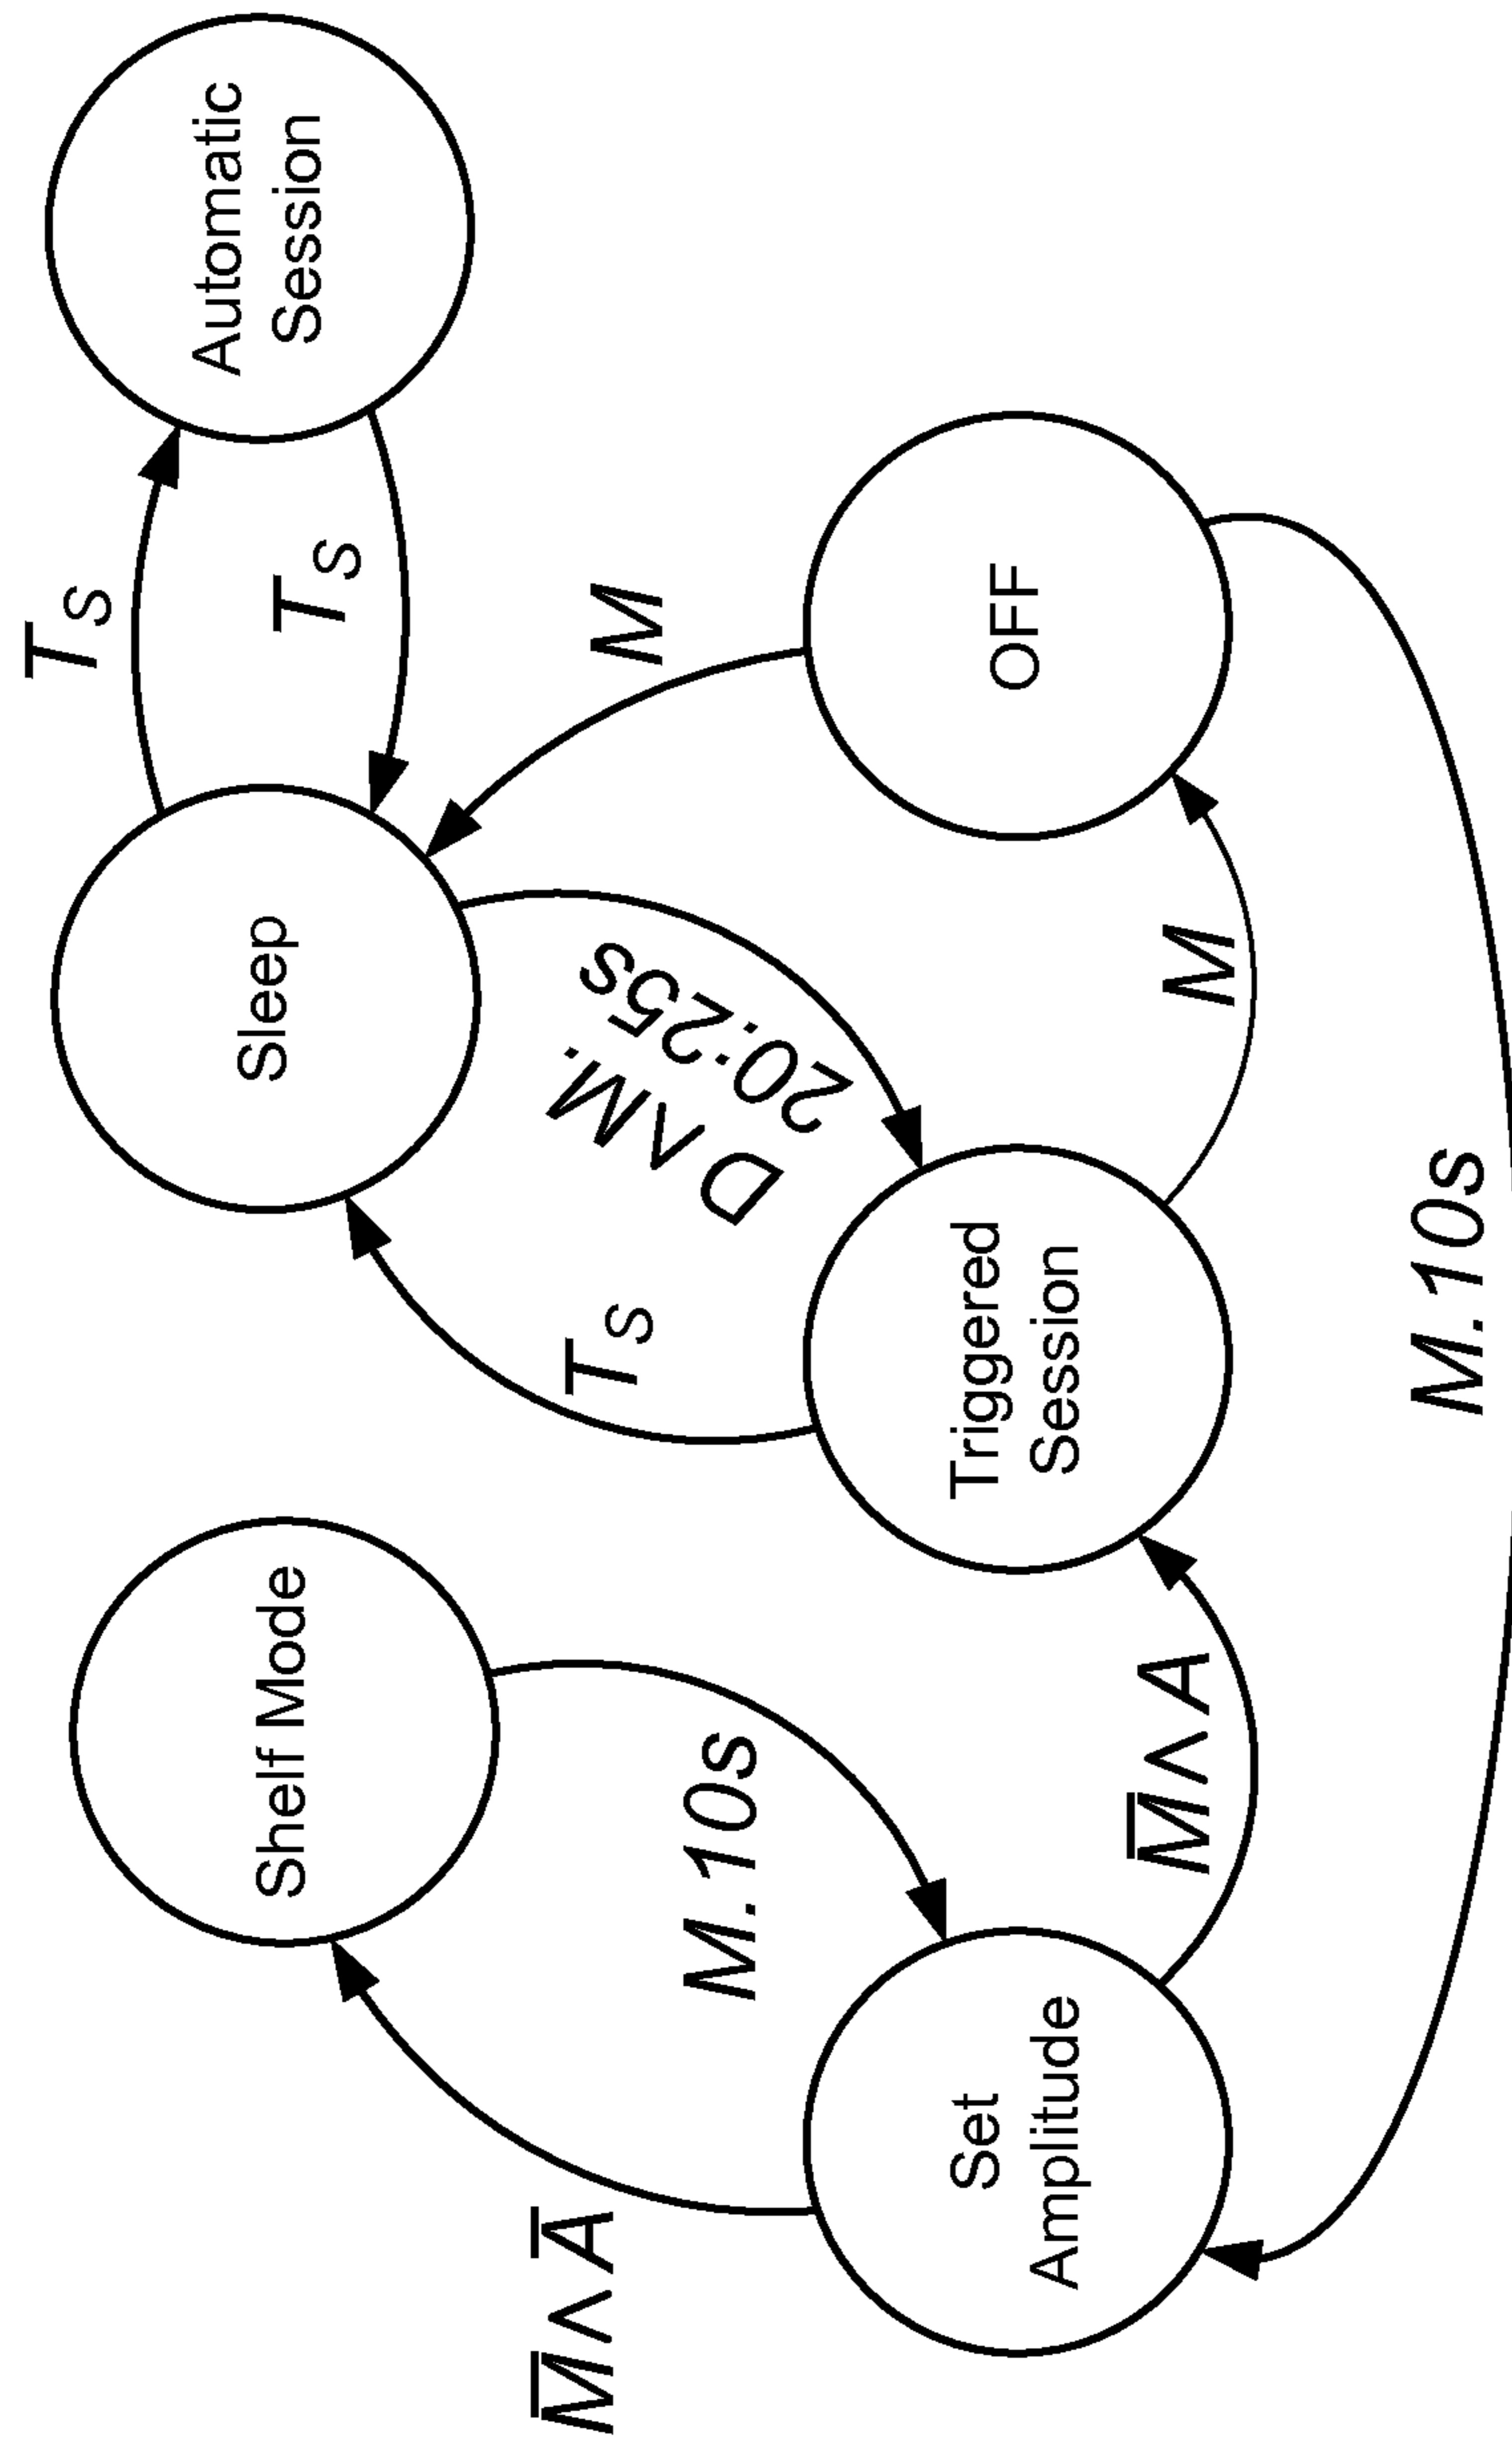 M̅∧A̅
Shelf Mode
T_S
Sleep
T_S
T_S
Automatic
Session
M.10s
D∧M.
20:25s
M
Set
Amplitude
Triggered
Session
OFF
M̅∧A
M
M.10s